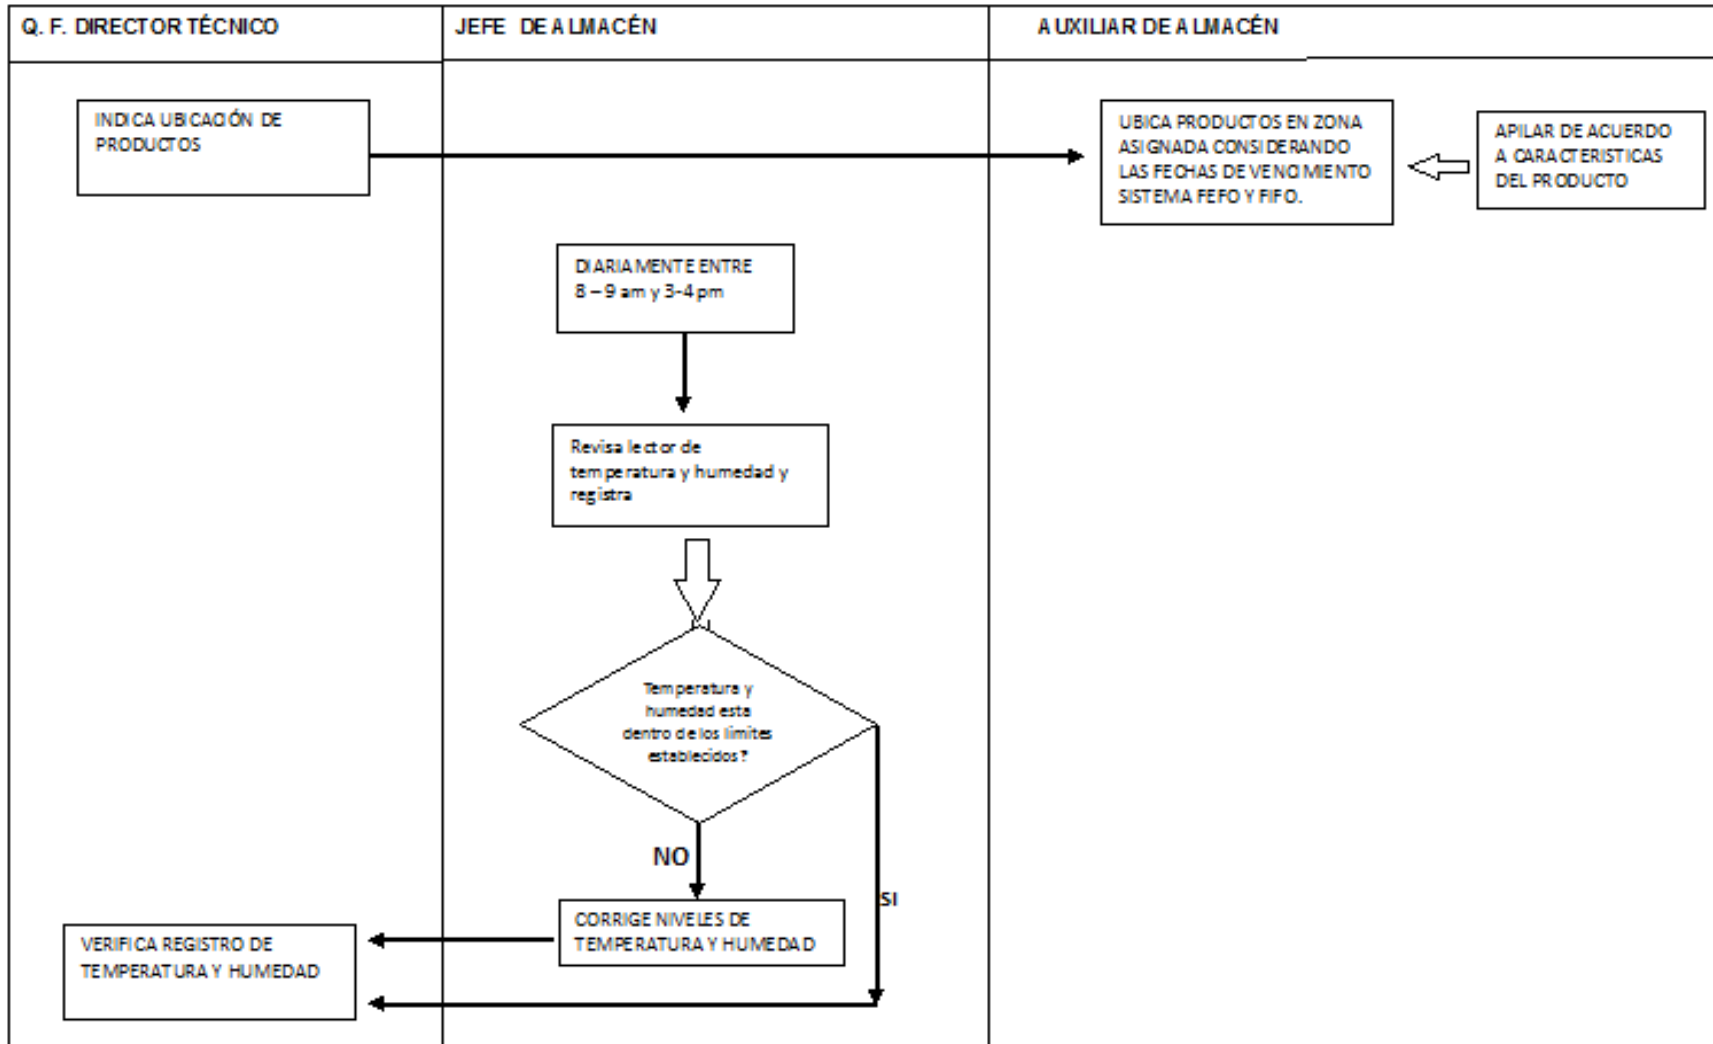 Q. F. DIRECTOR TÉCNICO
JEFE DE ALMACÉN
AUXILIAR DE ALMACÉN
INDICA UBICACIÓN DE
PRODUCTOS
UBICA PRODUCTOS EN ZONA
ASIGNADA CONSIDERANDO
LAS FECHAS DE VENCIMIENTO
SISTEMA FEFO Y FIFO.
APILAR DE ACUERDO
A CARACTERISTICAS
DEL PRODUCTO
DIARIAMENTE ENTRE
8 – 9 am y 3-4 pm
Revisa lector de
temperatura y humedad y
registra
Temperatura y
humedad esta
dentro de los limites
establecidos?
NO
SI
CORRIGE NIVELES DE
TEMPERATURA Y HUMEDAD
VERIFICA REGISTRO DE
TEMPERATURA Y HUMEDAD